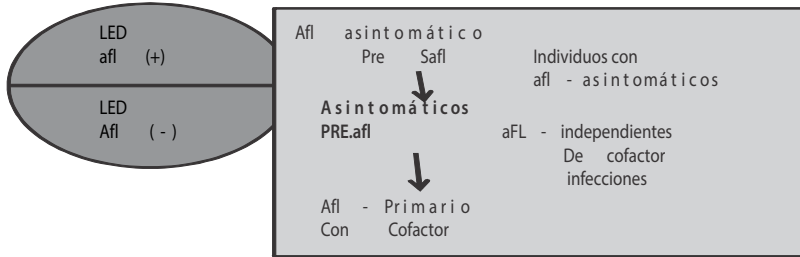 LED
afl (+)
LED
Afl (-)
Afl asintomático
Pre Safl
Individuos con
afl - asintomáticos
Asintomáticos
PRE.afl
aFL - independientes
De cofactor
infecciones
Afl - Primario
Con Cofactor